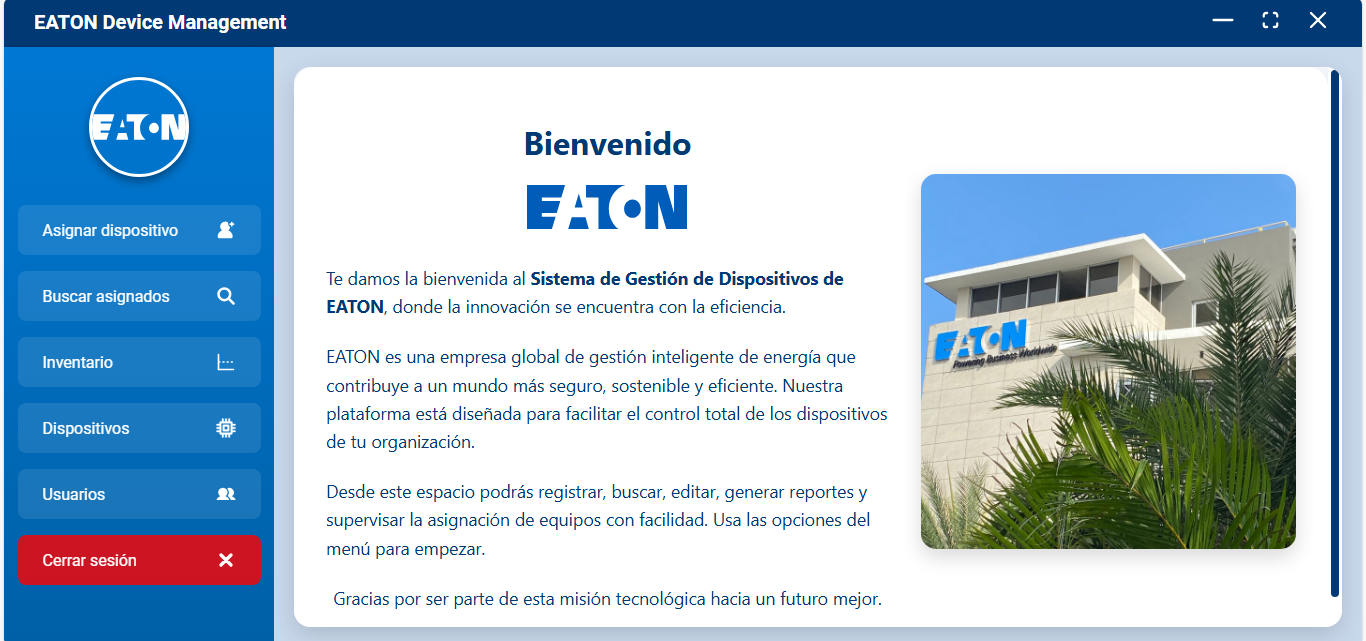 EATON Device Management
EATON
Asignar dispositivo
Buscar asignados
Inventario
Dispositivos
Usuarios
Cerrar sesión
Bienvenido
EATON
Te damos la bienvenida al Sistema de Gestión de Dispositivos de
EATON, donde la innovación se encuentra con la eficiencia.
EATON es una empresa global de gestión inteligente de energía que
contribuye a un mundo más seguro, sostenible y eficiente. Nuestra
plataforma está diseñada para facilitar el control total de los dispositivos
de tu organización.
Desde este espacio podrás registrar, buscar, editar, generar reportes y
supervisar la asignación de equipos con facilidad. Usa las opciones del
menú para empezar.
Gracias por ser parte de esta misión tecnológica hacia un futuro mejor.
EATON
Powering Business Worldwide